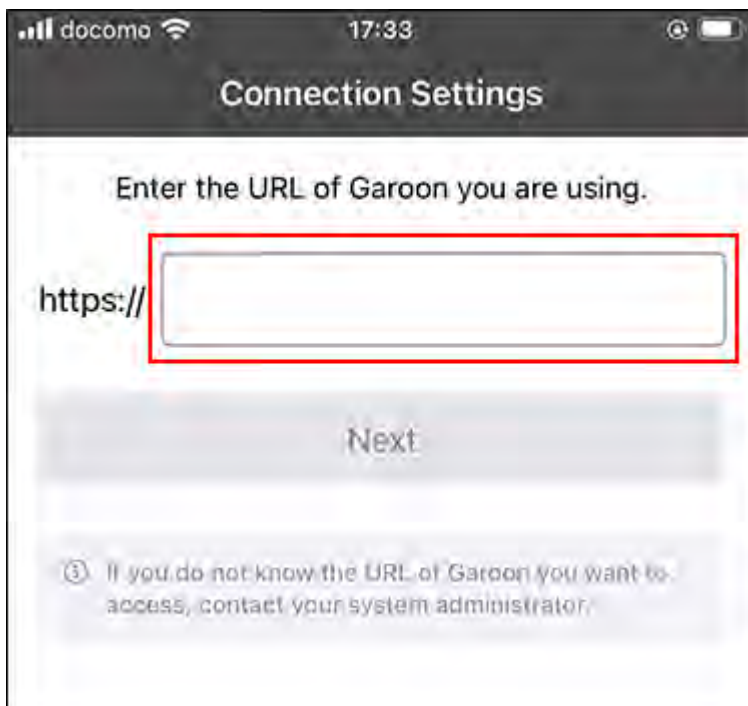 docomo 17:33
Connection Settings
Enter the URL of Garoon you are using.
https://
Next
If you do not know the URL of Garoon you want to
access, contact your system administrator.